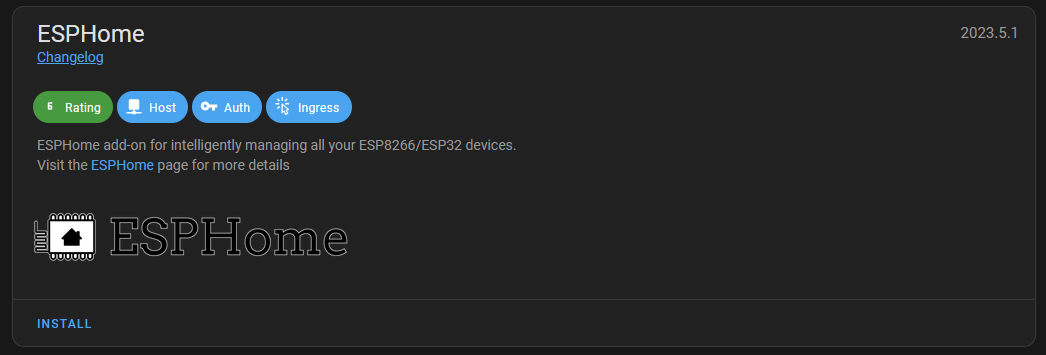 ESPHome
2023.5.1
Changelog
5 Rating Host Auth Ingress
ESPHome add-on for intelligently managing all your ESP8266/ESP32 devices.
Visit the ESPHome page for more details
ESPHome
INSTALL